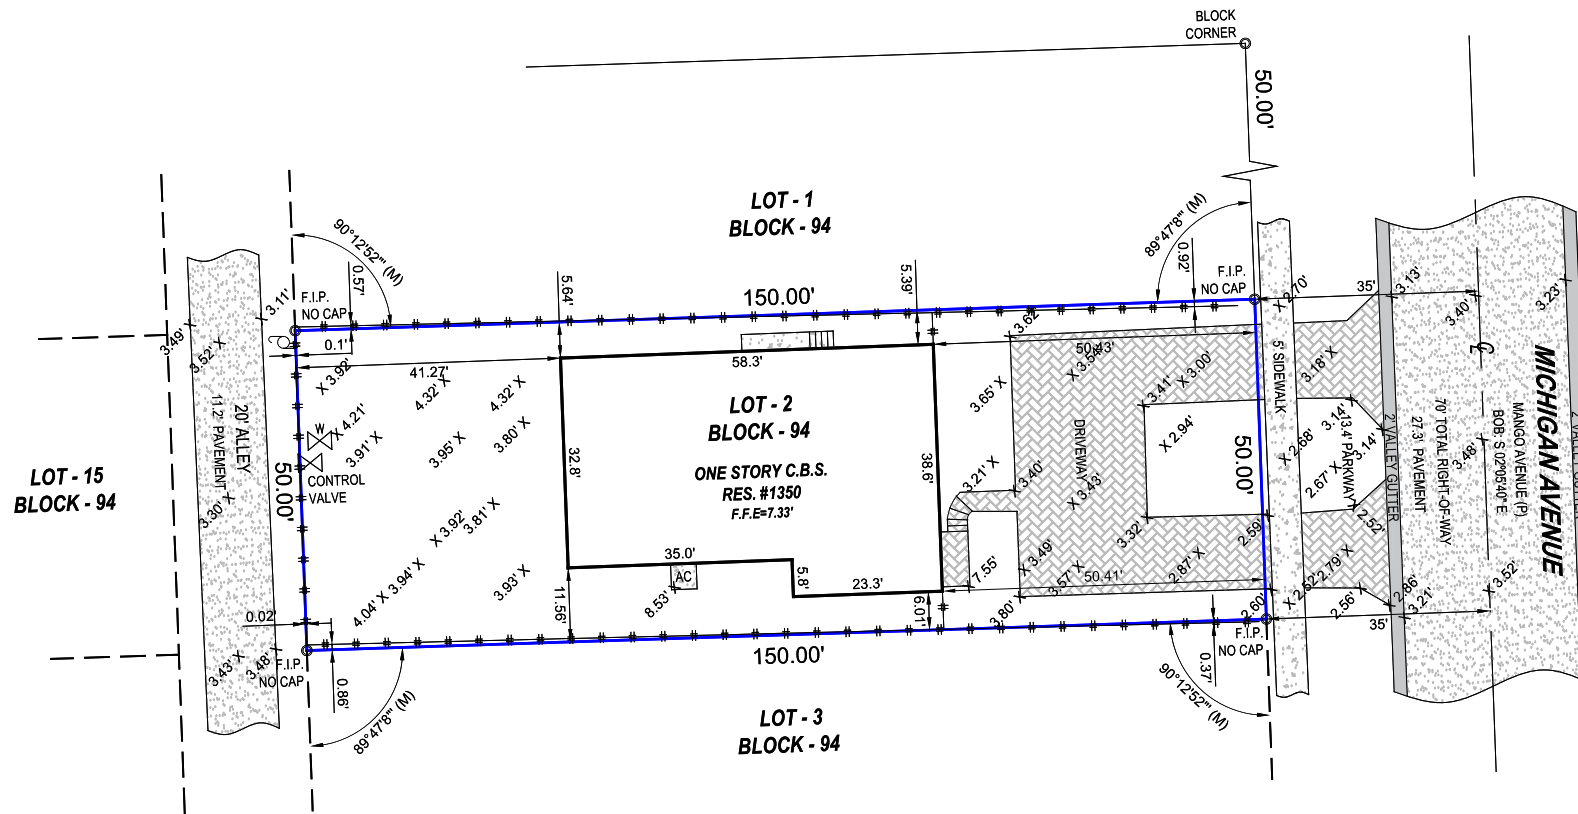 BLOCK
CORNER
50.00'
LOT - 1
BLOCK - 94
90°12'52"' (M)
89°47'8"' (M)
0.57'
5.64'
5.39'
0.92'
F.I.P.
NO CAP
F.I.P.
NO CAP
150.00'
3.11'
3.49'
3.52'
0.1'
41.27'
58.3'
50.43'
3.62'
3.54'
2.70'
35'
3.13'
3.40'
3.23'
3.92'
4.32'
4.32'
3.65'
3.41'
3.00'
3.18'
5' SIDEWALK
LOT - 2
BLOCK - 94
ONE STORY C.B.S.
RES. #1350
F.F.E=7.33'
W
4.21'
3.91'
3.95'
3.80'
CONTROL
VALVE
32.8'
38.6'
DRIVEWAY
2.94'
50.00'
2.68'
3.14'
3.14'
2.67'
13.4' PARKWAY
2' VALLEY GUTTER
27.3' PAVEMENT
70' TOTAL RIGHT-OF-WAY
3.48'
BOB: S 02°05'40" E
MANGO AVENUE (P)
MICHIGAN AVENUE
2' VALLEY GUTTER
LOT - 15
BLOCK - 94
20' ALLEY
11.2' PAVEMENT
50.00'
3.30'
3.92'
3.81'
3.21'
3.40'
3.43'
3.32'
2.59'
2.52'
3.94'
4.04'
3.93'
35.0'
AC
8.53'
5.8'
23.3'
7.55'
3.49'
3.57'
2.87'
50.41'
2.52'
2.79'
2.56'
2.86'
3.21'
3.52'
0.02'
11.56'
6.01'
3.80'
2.60'
35'
3.43'
3.48'
F.I.P.
NO CAP
0.86'
150.00'
0.37'
F.I.P.
NO CAP
89°47'8"' (M)
90°12'52"' (M)
LOT - 3
BLOCK - 94